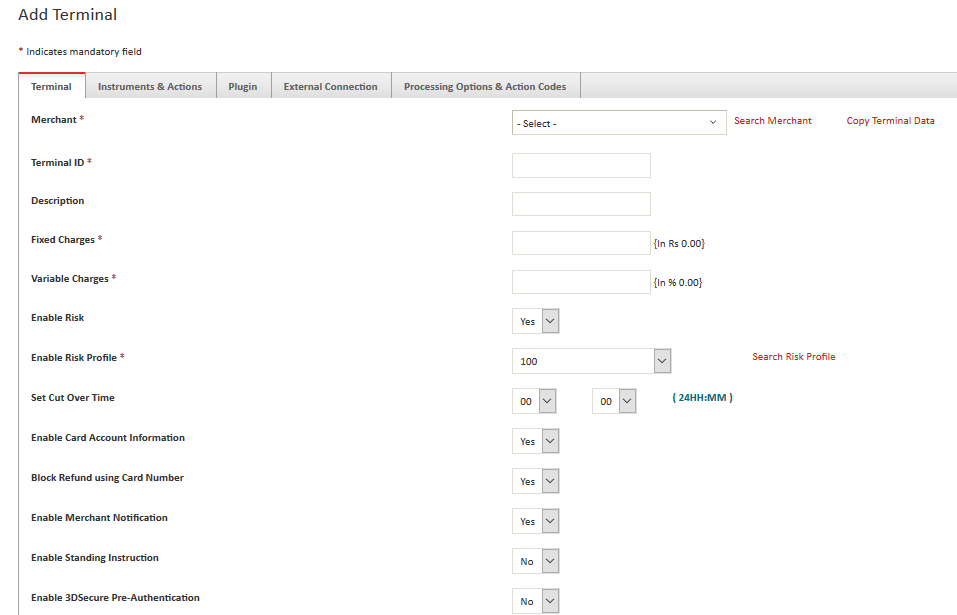 Add Terminal
* Indicates mandatory field
Terminal Instruments & Actions Plugin External Connection Processing Options & Action Codes
Merchant * - Select - Search Merchant Copy Terminal Data
Terminal ID *
Description
Fixed Charges * {In Rs 0.00}
Variable Charges * {In % 0.00}
Enable Risk Yes
Enable Risk Profile * 100 Search Risk Profile
Set Cut Over Time 00 00 ( 24HH:MM )
Enable Card Account Information Yes
Block Refund using Card Number Yes
Enable Merchant Notification Yes
Enable Standing Instruction No
Enable 3DSecure Pre-Authentication No